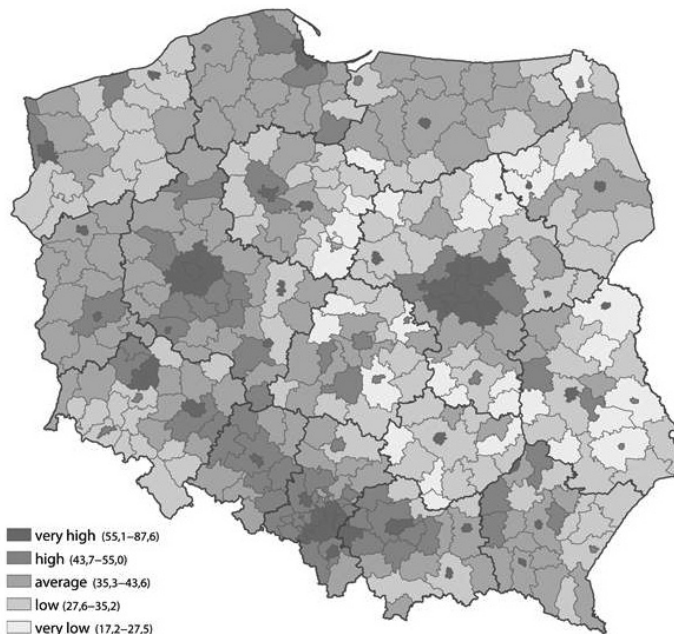 very high (55,1–87,6)
high (43,7–55,0)
average (35,3–43,6)
low (27,6–35,2)
very low (17,2–27,5)